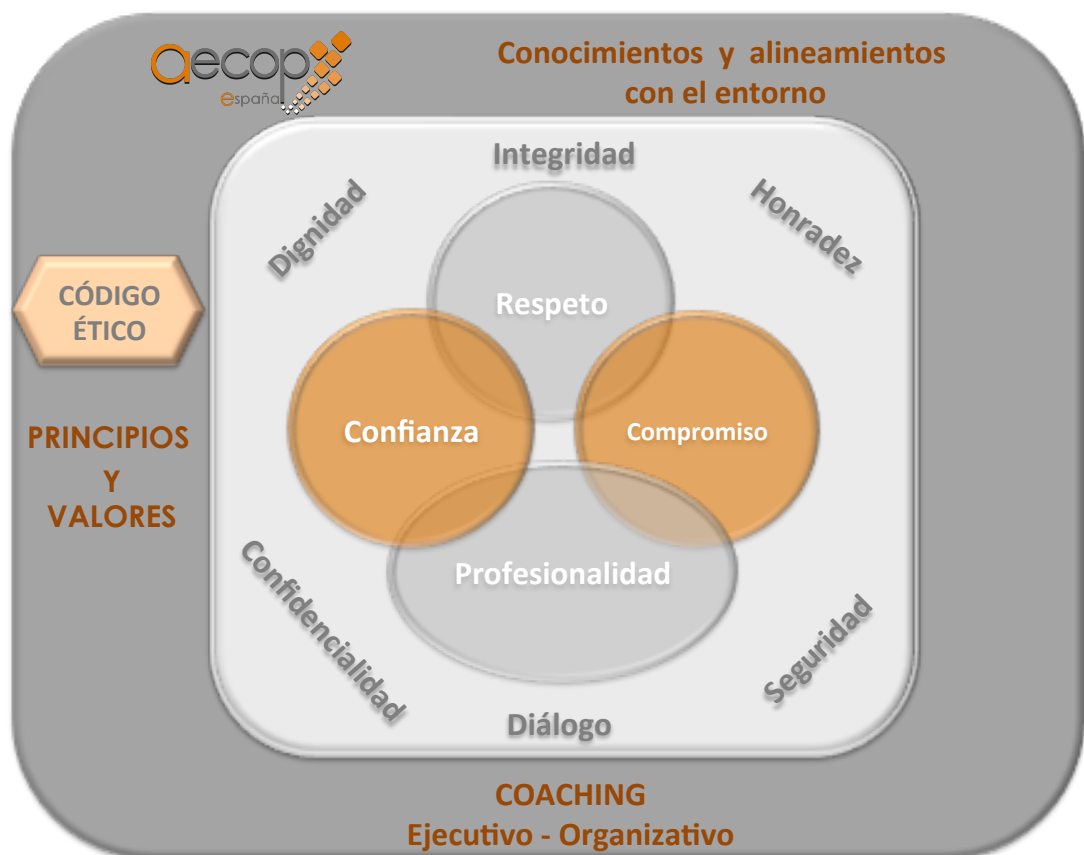 aecop
españa
Conocimientos y alineamientos
con el entorno
Integridad
Dignidad
Honradez
CÓDIGO
ÉTICO
Respeto
PRINCIPIOS
Y
VALORES
Confianza
Compromiso
Profesionalidad
Confidencialidad
Seguridad
Diálogo
COACHING
Ejecutivo - Organizativo